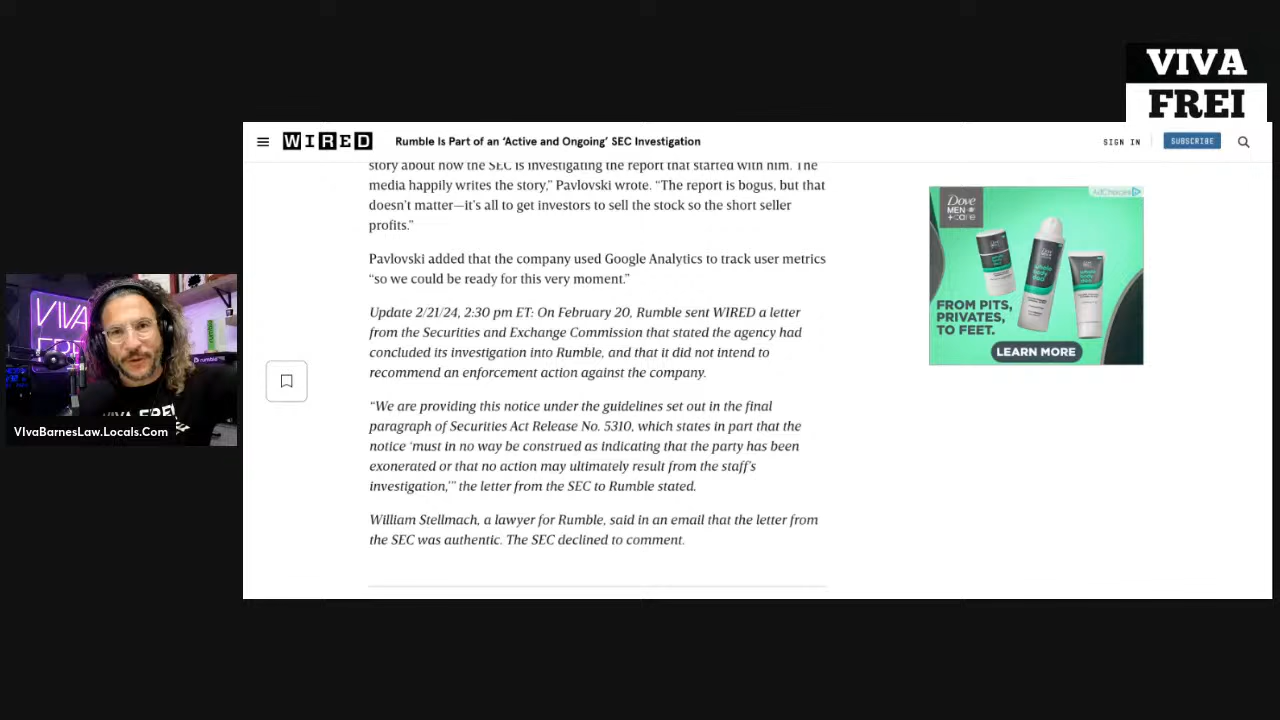 VIVA
FREI
WIRED
Rumble Is Part of an ‘Active and Ongoing’ SEC Investigation
SIGN IN
SUBSCRIBE
story about how the SEC is investigating the report that started with him. The
media happily writes the story,” Pavlovski wrote. “The report is bogus, but that
doesn’t matter—it’s all to get investors to sell the stock so the short seller
profits.”
Pavlovski added that the company used Google Analytics to track user metrics
“so we could be ready for this very moment.”
Update 2/21/24, 2:30 pm ET: On February 20, Rumble sent WIRED a letter
from the Securities and Exchange Commission that stated the agency had
concluded its investigation into Rumble, and that it did not intend to
recommend an enforcement action against the company.
“We are providing this notice under the guidelines set out in the final
paragraph of Securities Act Release No. 5310, which states in part that the
notice ‘must in no way be construed as indicating that the party has been
exonerated or that no action may ultimately result from the staff’s
investigation,’” the letter from the SEC to Rumble stated.
William Stellmach, a lawyer for Rumble, said in an email that the letter from
the SEC was authentic. The SEC declined to comment.
AdChoices
Dove
MEN
+care
FROM PITS,
PRIVATES,
TO FEET.
LEARN MORE
VIVA
FREI
VIVA FREI
VIvaBarnesLaw.Locals.Com